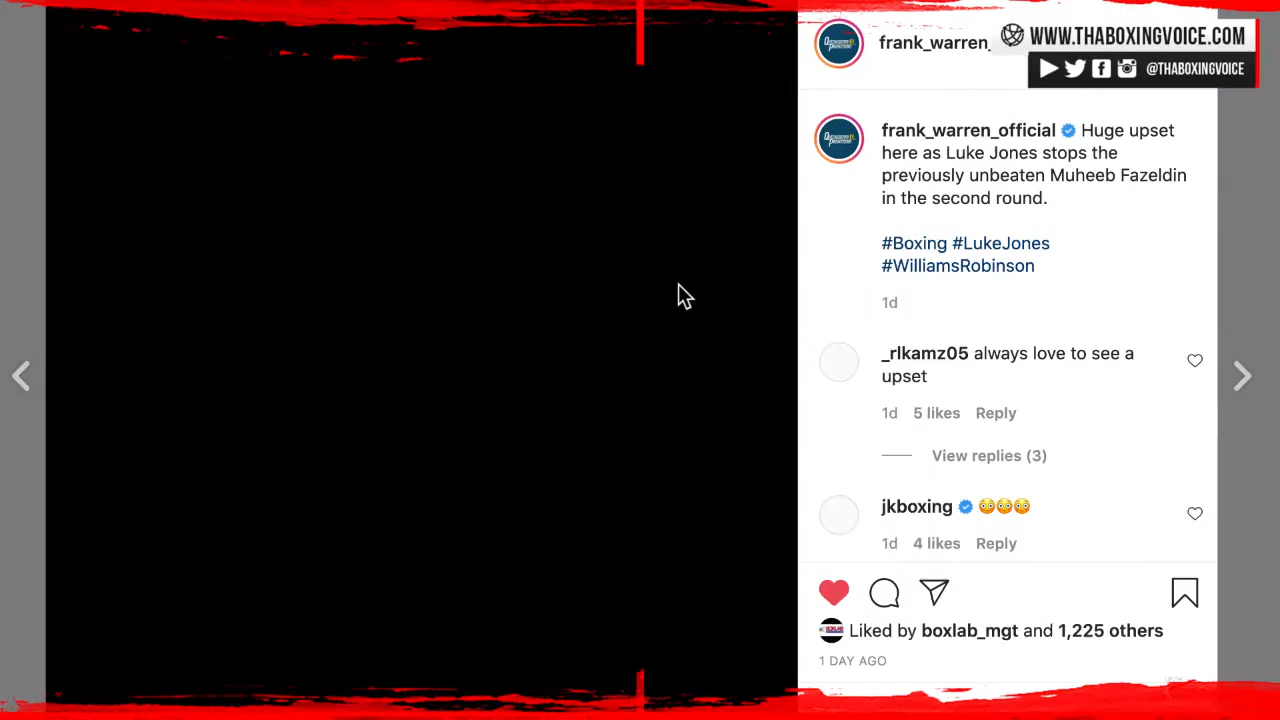 frank_warren_
WWW.THABOXINGVOICE.COM
@THABOXINGVOICE
frank_warren_official Huge upset
here as Luke Jones stops the
previously unbeaten Muheeb Fazeldin
in the second round.
#Boxing #LukeJones
#WilliamsRobinson
1d
_rlkamz05 always love to see a
upset
1d 5 likes Reply
View replies (3)
jkboxing 😳😳😳
1d 4 likes Reply
Liked by boxlab_mgt and 1,225 others
1 DAY AGO